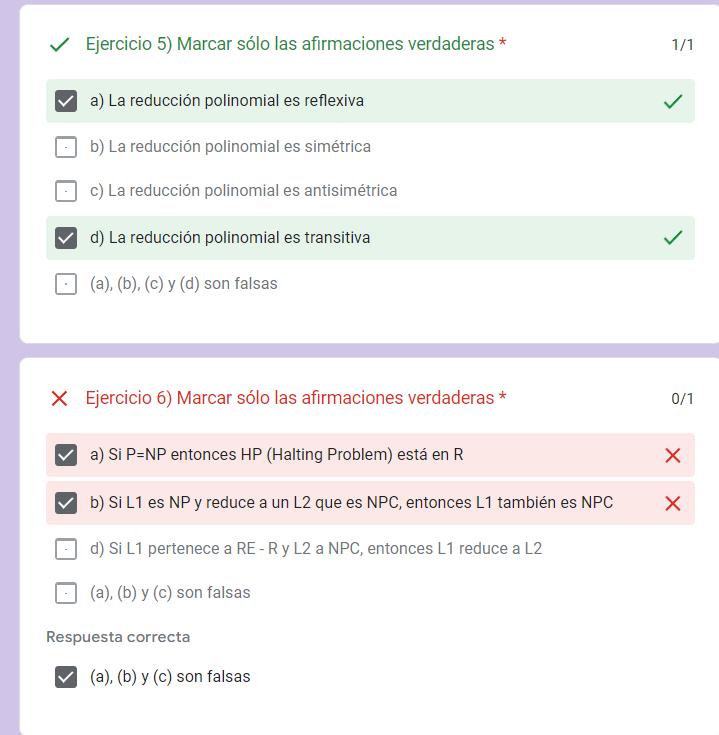 Ejercicio 5) Marcar sólo las afirmaciones verdaderas *
1/1
a) La reducción polinomial es reflexiva
b) La reducción polinomial es simétrica
c) La reducción polinomial es antisimétrica
d) La reducción polinomial es transitiva
(a), (b), (c) y (d) son falsas
Ejercicio 6) Marcar sólo las afirmaciones verdaderas *
0/1
a) Si P=NP entonces HP (Halting Problem) está en R
b) Si L1 es NP y reduce a un L2 que es NPC, entonces L1 también es NPC
d) Si L1 pertenece a RE - R y L2 a NPC, entonces L1 reduce a L2
(a), (b) y (c) son falsas
Respuesta correcta
(a), (b) y (c) son falsas